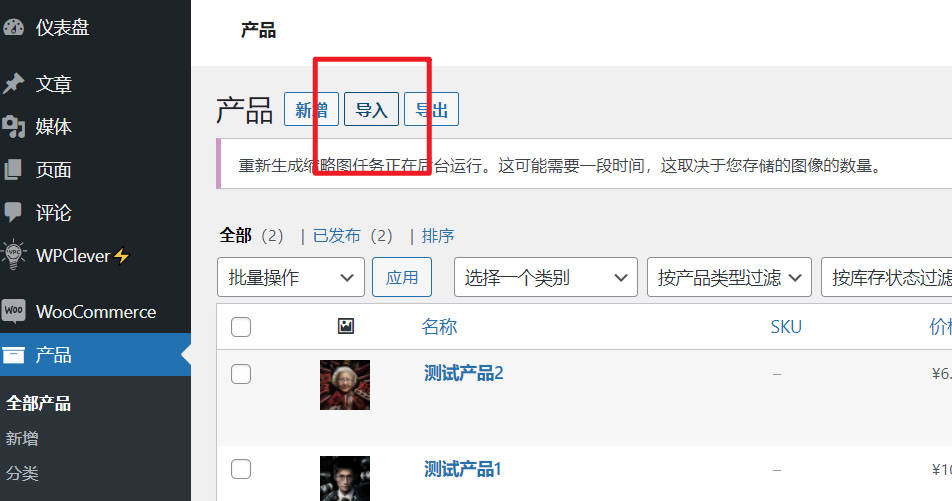 仪表盘
文章
媒体
页面
评论
WPClever⚡
WOO WooCommerce
产品
全部产品
新增
分类
产品
产品 新增 导入 导出
重新生成缩略图任务正在后台运行。这可能需要一段时间，这取决于您存储的图像的数量。
全部（2） | 已发布（2） | 排序
批量操作 应用 选择一个类别 按产品类型过滤 按库存状态过滤
名称 SKU 价格
测试产品2 – ¥6.
测试产品1 – ¥10